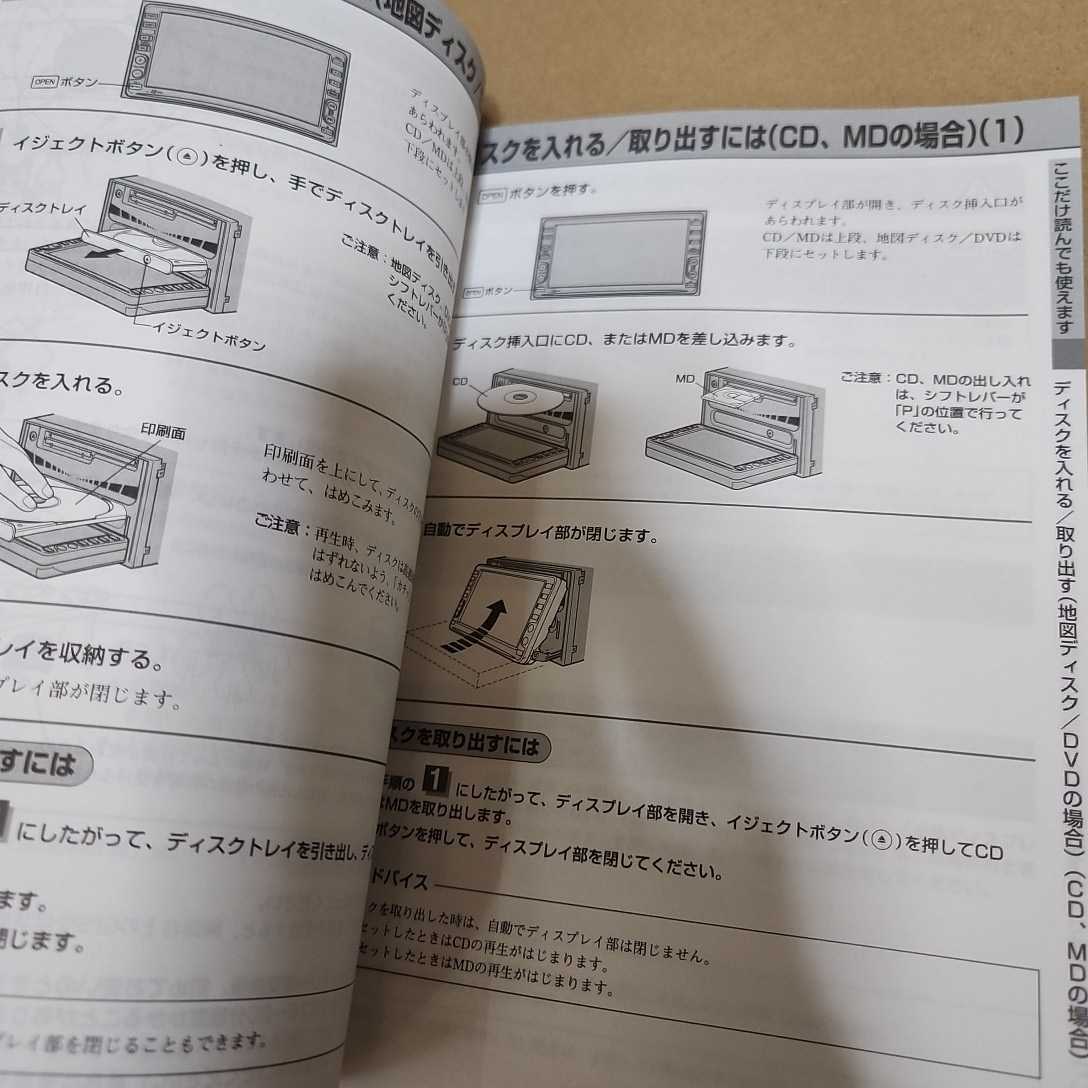 (地図ディスク/
OPEN ボタン
ディスプレイ部
あらわれます
CD/MDは上段
下段にセットしま
イジェクトボタン(⏏)を押し、手でディスクトレイを引き出
ディスクトレイ
ご注意：地図ディスク
シフトレバーが
ください。
イジェクトボタン
スクを入れる。
印刷面
印刷面を上にして、ディスクの
わせて、はめこみます。
ご注意：再生時、ディスクは
はずれないよう、「カチ
はめこんでください。
レイを収納する。
プレイ部が閉じます。
すには
にしたがって、ディスクトレイを引き出し、
ます。
閉じます。
プレイ部を閉じることもできます。
スクを入れる/取り出すには(CD、MDの場合)(1)
OPEN ボタンを押す。
ディスプレイ部が開き、ディスク挿入口が
あらわれます。
CD/MDは上段、地図ディスク/DVDは
下段にセットします。
OPEN ボタン
ディスク挿入口にCD、またはMDを差し込みます。
CD
MD
ご注意：CD、MDの出し入れ
は、シフトレバーが
「P」の位置で行って
ください。
自動でディスプレイ部が閉じます。
スクを取り出すには
手順の 1 にしたがって、ディスプレイ部を開き、イジェクトボタン(⏏)を押してCD
はMDを取り出します。
ボタンを押して、ディスプレイ部を閉じてください。
ドバイス
クを取り出した時は、自動でディスプレイ部は閉じません。
セットしたときはCDの再生がはじまります。
セットしたときはMDの再生がはじまります。
ここだけ読んでも使えます
ディスクを入れる/取り出す(地図ディスク/DVDの場合)(CD、MDの場合)